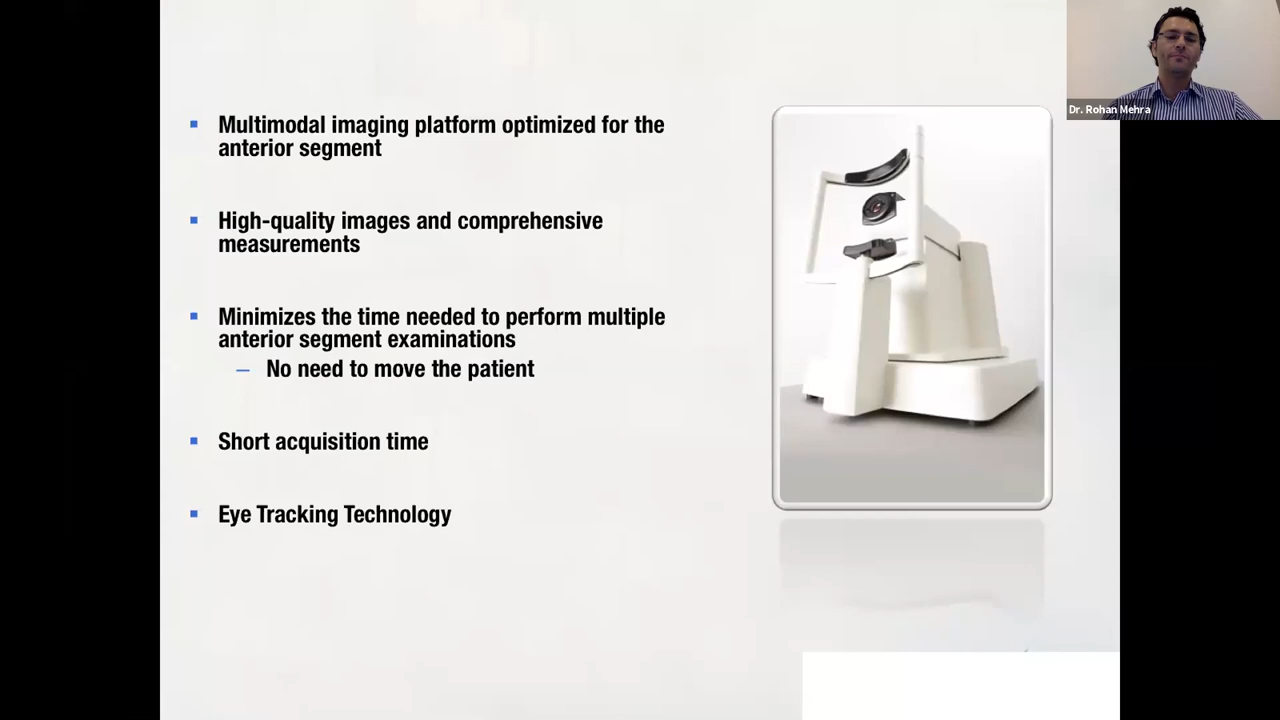 Multimodal imaging platform optimized for the
anterior segment
High-quality images and comprehensive
measurements
Minimizes the time needed to perform multiple
anterior segment examinations
– No need to move the patient
Short acquisition time
Eye Tracking Technology
Dr. Rohan Mehra